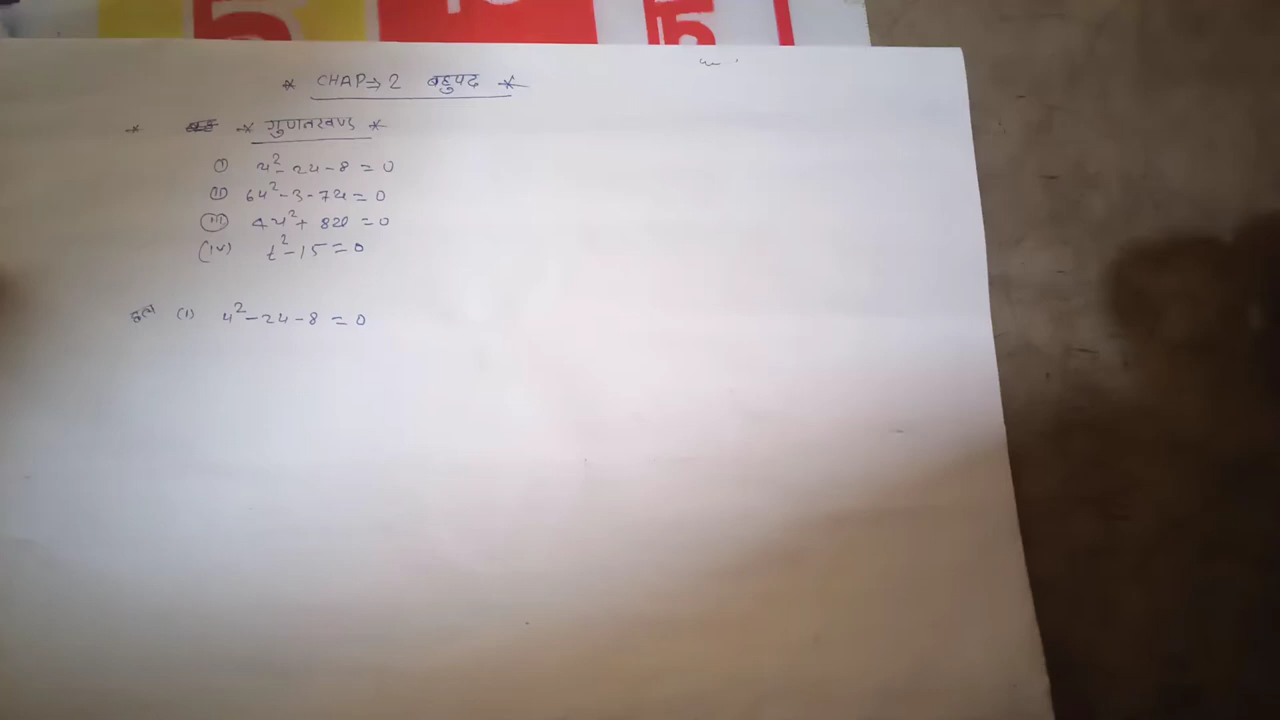 * CHAP⇒2 बहुपद *
* * गुणनखण्ड *
(i) x² - 2x - 8 = 0
(ii) 6x² - 3 - 7x = 0
(iii) 4u² + 8u = 0
(iv) t² - 15 = 0
हल (i) x² - 2x - 8 = 0